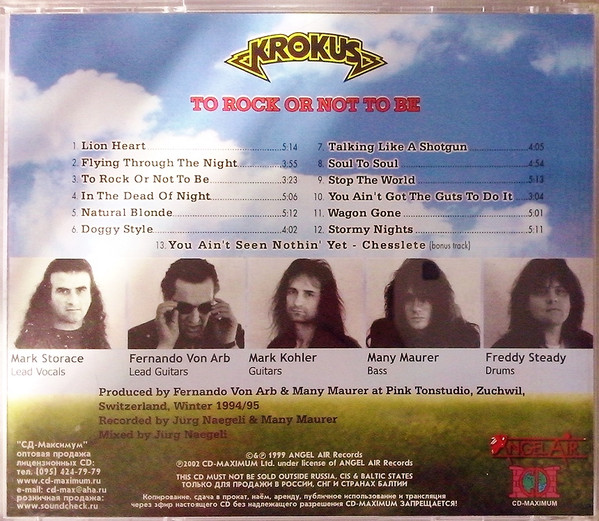 KROKUS
TO ROCK OR NOT TO BE
1. Lion Heart 5:14
2. Flying Through The Night 3:55
3. To Rock Or Not To Be 3:23
4. In The Dead Of Night 5:06
5. Natural Blonde 5:12
6. Doggy Style 4:02
7. Talking Like A Shotgun 4:05
8. Soul To Soul 4:54
9. Stop The World 5:13
10. You Ain't Got The Guts To Do It 3:04
11. Wagon Gone 5:01
12. Stormy Nights 5:11
13. You Ain't Seen Nothin' Yet - Chesslete (bonus track)
Mark Storace
Lead Vocals
Fernando Von Arb
Lead Guitars
Mark Kohler
Guitars
Many Maurer
Bass
Freddy Steady
Drums
Produced by Fernando Von Arb & Many Maurer at Pink Tonstudio, Zuchwil,
Switzerland, Winter 1994/95
Recorded by Jürg Naegeli & Many Maurer
Mixed by Jürg Naegeli
"СД-Максимум"
оптовая продажа
лицензионных CD:
тел. (095) 424-79-79
www.cd-maximum.ru
e-mail: cd-max@aha.ru
розничная продажа:
www.soundcheck.ru
©&℗ 1999 ANGEL AIR Records
℗2002 CD-MAXIMUM Ltd. under license of ANGEL AIR Records
THIS CD MUST NOT BE SOLD OUTSIDE RUSSIA, CIS & BALTIC STATES
ТОЛЬКО ДЛЯ ПРОДАЖИ В РОССИИ, СНГ И СТРАНАХ БАЛТИИ
Копирование, сдача в прокат, наём, аренду, публичное использование и трансляция
через эфир настоящего CD без надлежащего разрешения CD-MAXIMUM ЗАПРЕЩАЕТСЯ!
ANGEL AIR
CD-MAXIMUM